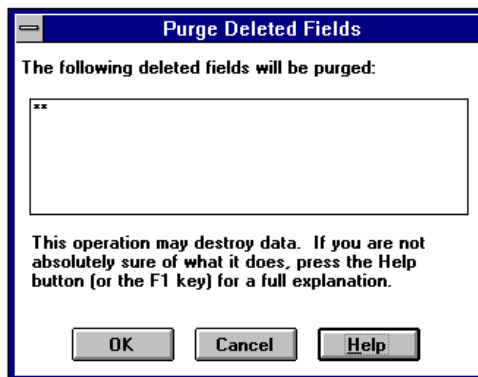 Purge Deleted Fields
The following deleted fields will be purged:
xx
This operation may destroy data. If you are not
absolutely sure of what it does, press the Help
button (or the F1 key) for a full explanation.
OK Cancel Help